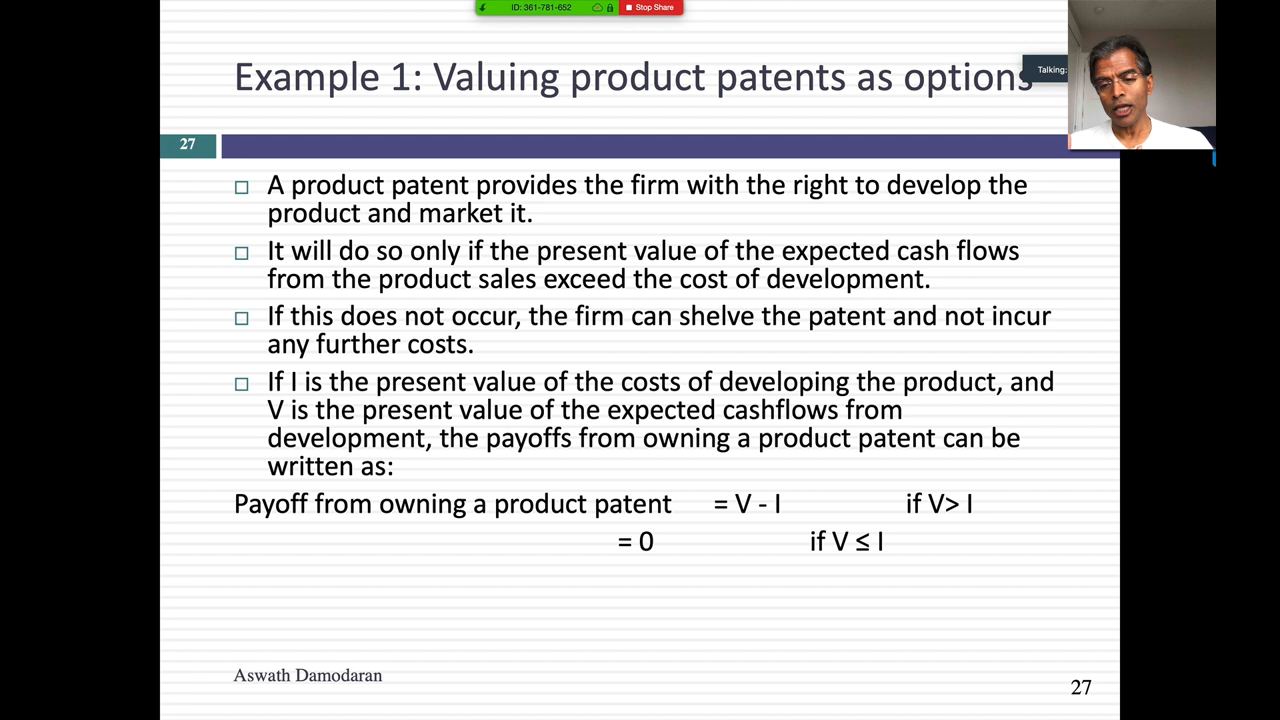 ID: 361-781-652
Stop Share
Talking:
Example 1: Valuing product patents as options
27
□ A product patent provides the firm with the right to develop the
product and market it.
□ It will do so only if the present value of the expected cash flows
from the product sales exceed the cost of development.
□ If this does not occur, the firm can shelve the patent and not incur
any further costs.
□ If I is the present value of the costs of developing the product, and
V is the present value of the expected cashflows from
development, the payoffs from owning a product patent can be
written as:
Payoff from owning a product patent = V - I if V> I
= 0 if V ≤ I
Aswath Damodaran
27